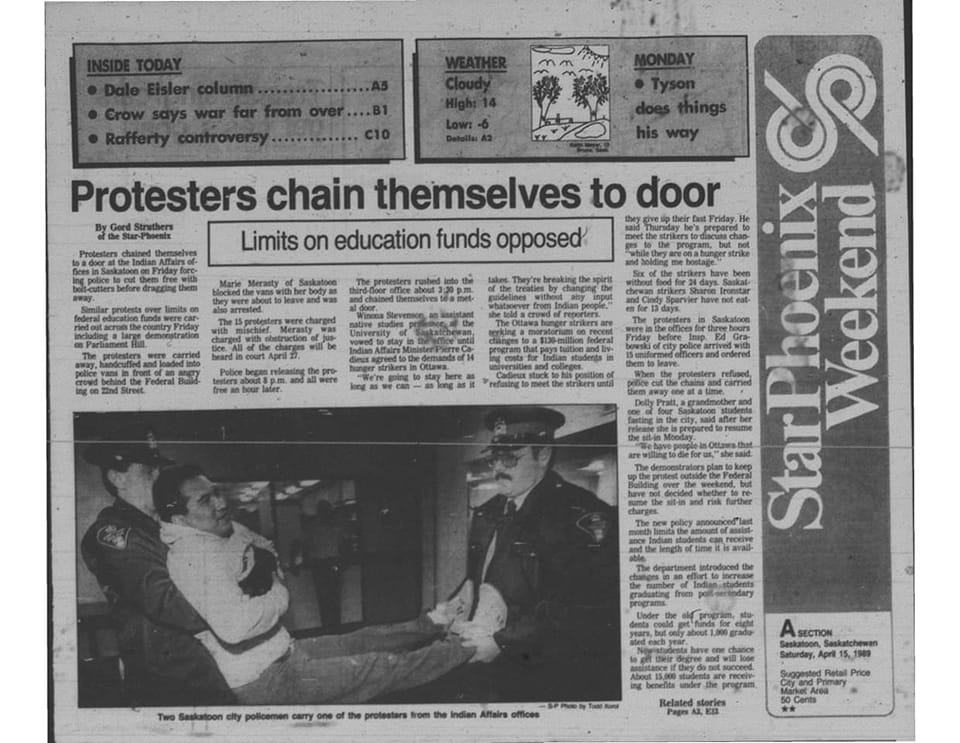 INSIDE TODAY
● Dale Eisler column ..................A5
● Crow says war far from over....B1
● Rafferty controversy............. C10
WEATHER
Cloudy
High: 14
Low: -6
Details: A2
MONDAY
● Tyson
does things
his way
StarPhoenix
Weekend
Protesters chain themselves to door
Limits on education funds opposed
By Gord Struthers
of the Star-Phoenix
Protesters chained themselves
to a door at the Indian Affairs of-
fices in Saskatoon on Friday forc-
ing police to cut them free with
bolt-cutters before dragging them
away.
Similar protests over limits on
federal education funds were car-
ried out across the country Friday
including a large demonstration
on Parliament Hill.
The protesters were carried
away, handcuffed and loaded into
police vans in front of an angry
crowd behind the Federal Build-
ing on 22nd Street.
Marie Merasty of Saskatoon
blocked the vans with her body as
they were about to leave and was
also arrested.
The 15 protesters were charged
with mischief. Merasty was
charged with obstruction of jus-
tice. All of the charges will be
heard in court April 27.
Police began releasing the pro-
testers about 8 p.m. and all were
free an hour later.
The protesters rushed into the
third-floor office about 3:30 p.m.
and chained themselves to a met-
al door.
Winona Stevenson, an assistant
native studies professor at the
University of Saskatchewan,
vowed to stay in the office until
Indian Affairs Minister Pierre Ca-
dieux agreed to the demands of 14
hunger strikers in Ottawa.
"We're going to stay here as
long as we can — as long as it
takes. They're breaking the spirit
of the treaties by changing the
guidelines without any input
whatsoever from Indian people,"
she told a crowd of reporters.
The Ottawa hunger strikers are
seeking a moratorium on recent
changes to a $130-million federal
program that pays tuition and liv-
ing costs for Indian students in
universities and colleges.
Cadieux stuck to his position of
refusing to meet the strikers until
they give up their fast Friday. He
said Thursday he's prepared to
meet the strikers to discuss chan-
ges to the program, but not
"while they are on a hunger strike
and holding me hostage."
Six of the strikers have been
without food for 24 days. Saskat-
chewan strikers Sharon Ironstar
and Cindy Sparvier have not eat-
en for 13 days.
The protesters in Saskatoon
were in the offices for three hours
Friday before Insp. Ed Gra-
bowski of city police arrived with
15 uniformed officers and ordered
them to leave.
When the protesters refused,
police cut the chains and carried
them away one at a time.
Dolly Pratt, a grandmother and
one of four Saskatoon students
fasting in the city, said after her
release she is prepared to resume
the sit-in Monday.
"We have people in Ottawa that
are willing to die for us," she said.
The demonstrators plan to keep
up the protest outside the Federal
Building over the weekend, but
have not decided whether to re-
sume the sit-in and risk further
charges.
The new policy announced last
month limits the amount of assist-
ance Indian students can receive
and the length of time it is avail-
able.
The department introduced the
changes in an effort to increase
the number of Indian students
graduating from post-secondary
programs.
Under the old program, stu-
dents could get funds for eight
years, but only about 1,000 gradu-
ated each year.
Now students have one chance
to get their degree and will lose
assistance if they do not succeed.
About 15,000 students are receiv-
ing benefits under the program
Related stories
Pages A3, E13
— S-P Photo by Todd Korol
Two Saskatoon city policemen carry one of the protesters from the Indian Affairs offices
A SECTION
Saskatoon, Saskatchewan
Saturday, April 15, 1989
Suggested Retail Price
City and Primary
Market Area
50 Cents
★★